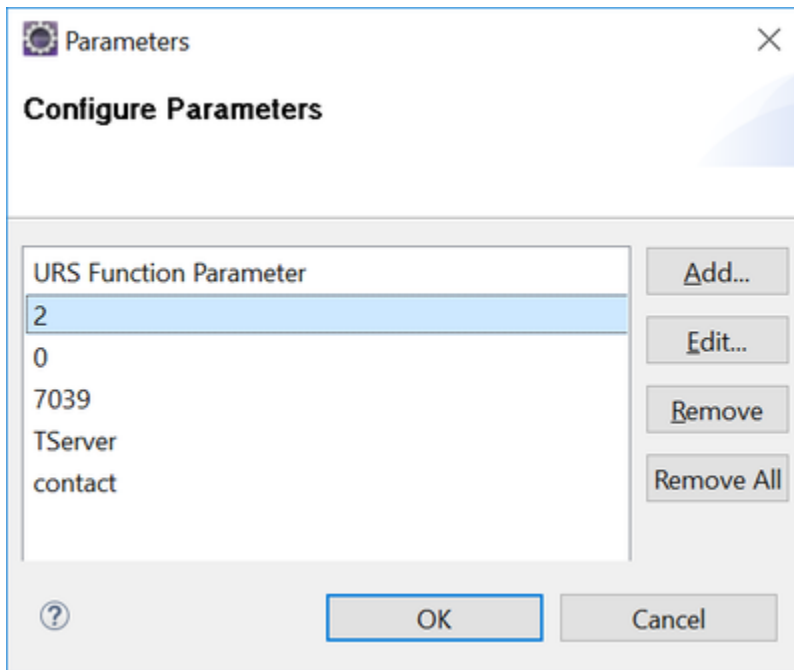 Parameters
Configure Parameters
URS Function Parameter
2
0
7039
TServer
contact
Add...
Edit...
Remove
Remove All
?
OK
Cancel